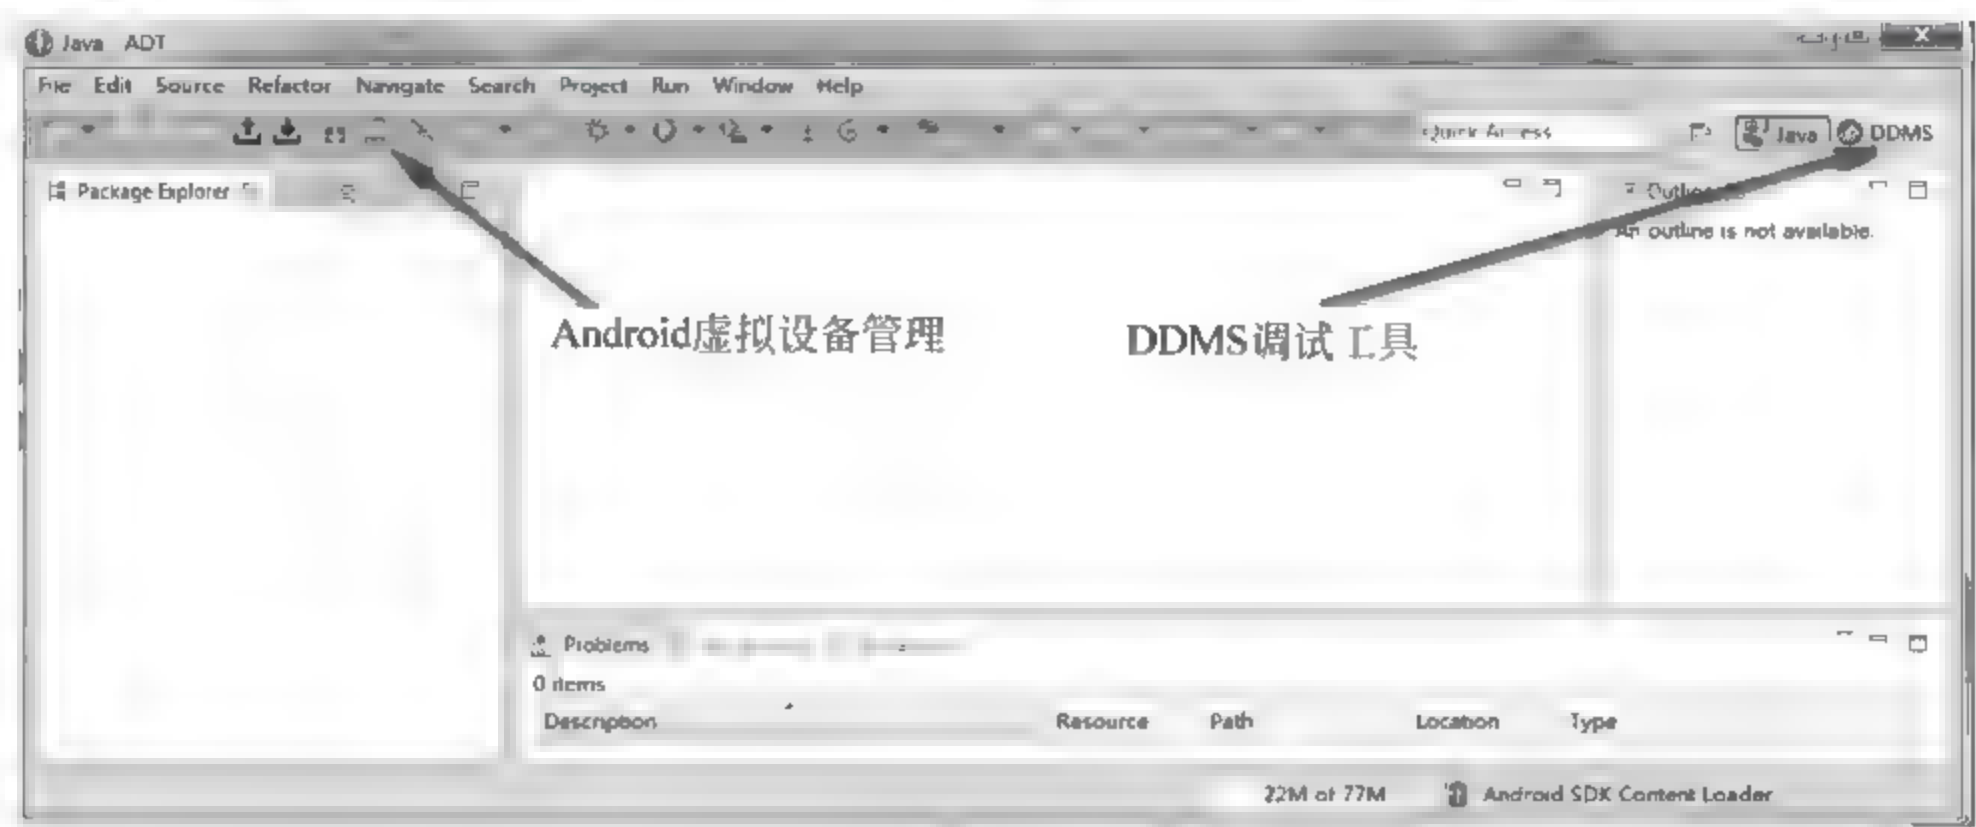 Java ADT
File Edit Source Refactor Navigate Search Project Run Window Help
Quick Access Java DDMS
Package Explorer Outline
An outline is not available.
Android虚拟设备管理 DDMS调试工具
Problems
0 items
Description Resource Path Location Type
22M of 77M Android SDK Content Loader